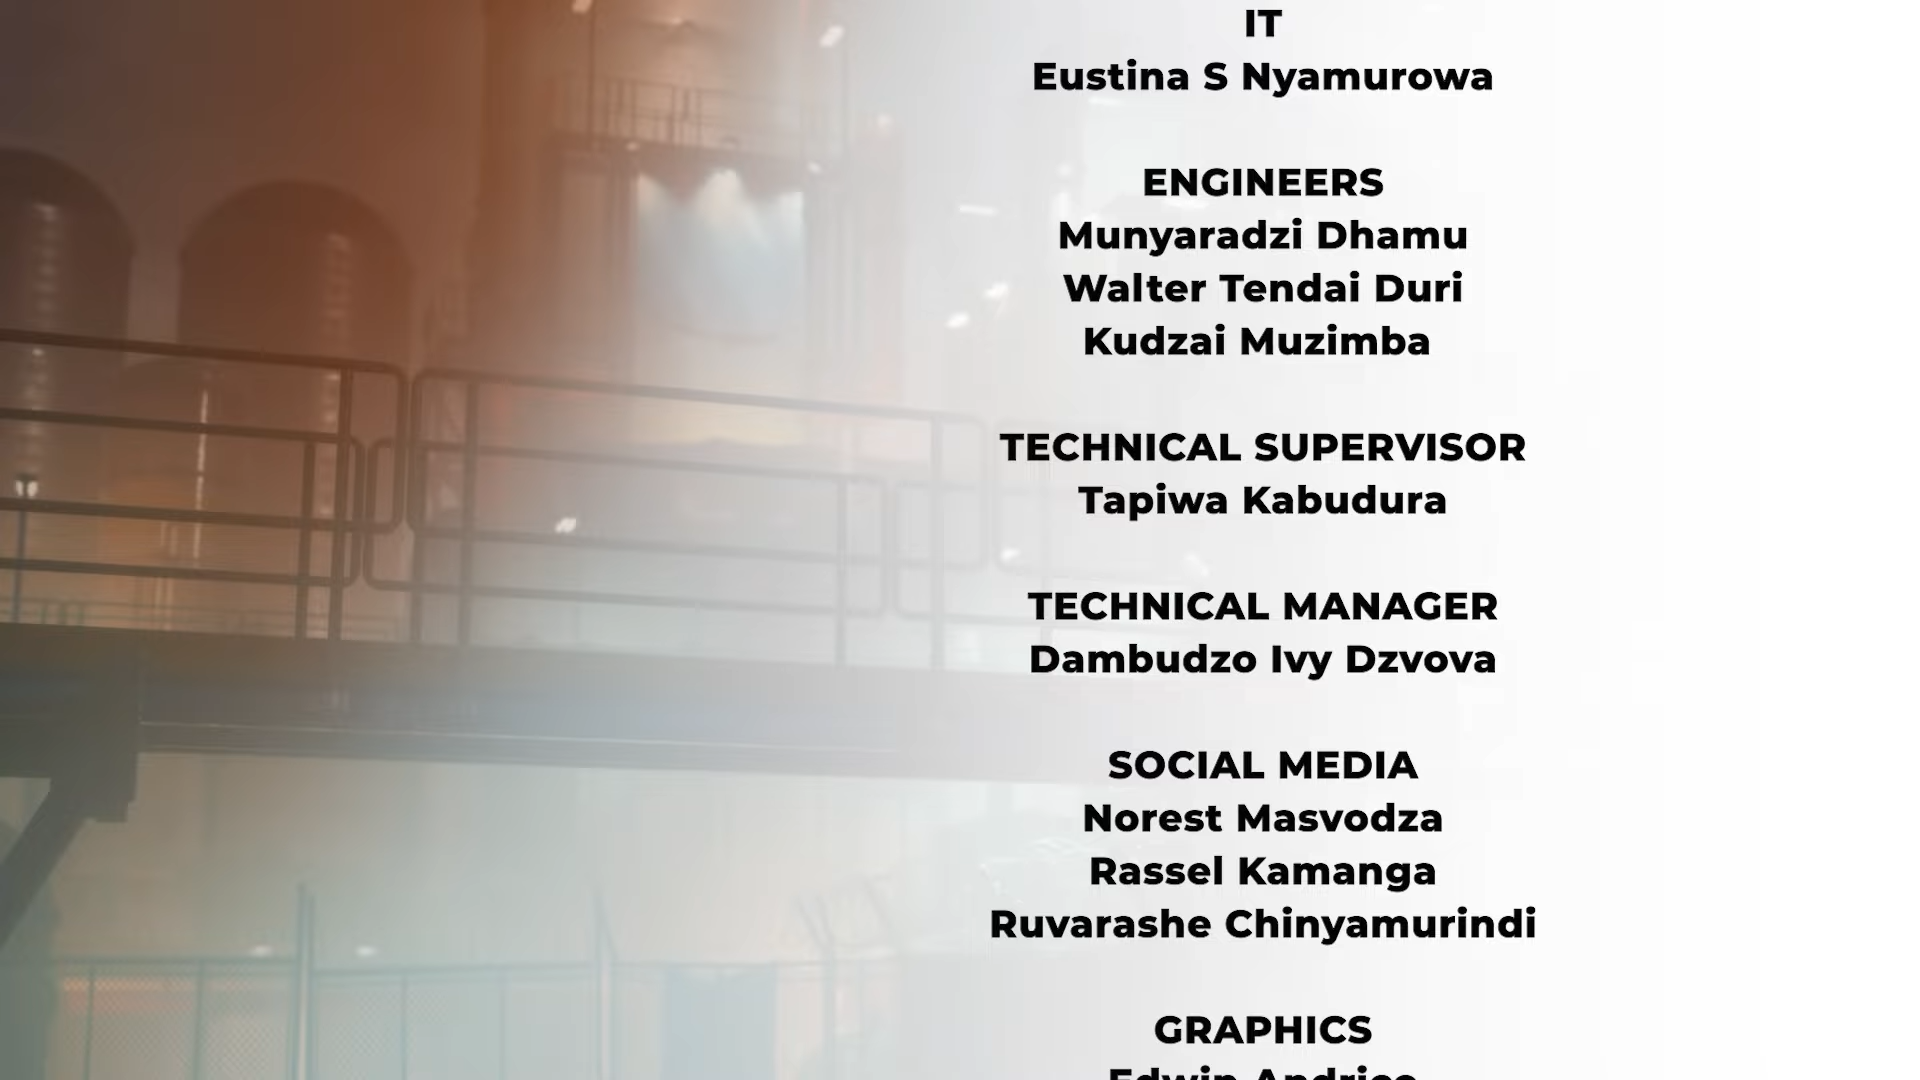 IT
Eustina S Nyamurowa
ENGINEERS
Munyaradzi Dhamu
Walter Tendai Duri
Kudzai Muzimba
TECHNICAL SUPERVISOR
Tapiwa Kabudura
TECHNICAL MANAGER
Dambudzo Ivy Dzvova
SOCIAL MEDIA
Norest Masvodza
Rassel Kamanga
Ruvarashe Chinyamurindi
GRAPHICS
Edwin